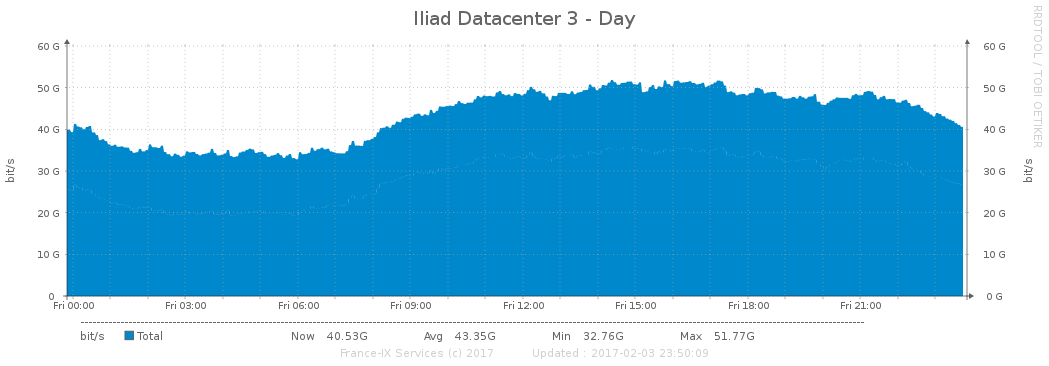 Iliad Datacenter 3 - Day
RRDTOOL / TOBI OETIKER
60 G 60 G
50 G 50 G
40 G 40 G
30 G 30 G
20 G 20 G
10 G 10 G
0 0 G
bit/s
bit/s
Fri 00:00 Fri 03:00 Fri 06:00 Fri 09:00 Fri 12:00 Fri 15:00 Fri 18:00 Fri 21:00
bit/s Total Now 40.53G Avg 43.35G Min 32.76G Max 51.77G
France-IX Services (c) 2017 Updated : 2017-02-03 23:50:09